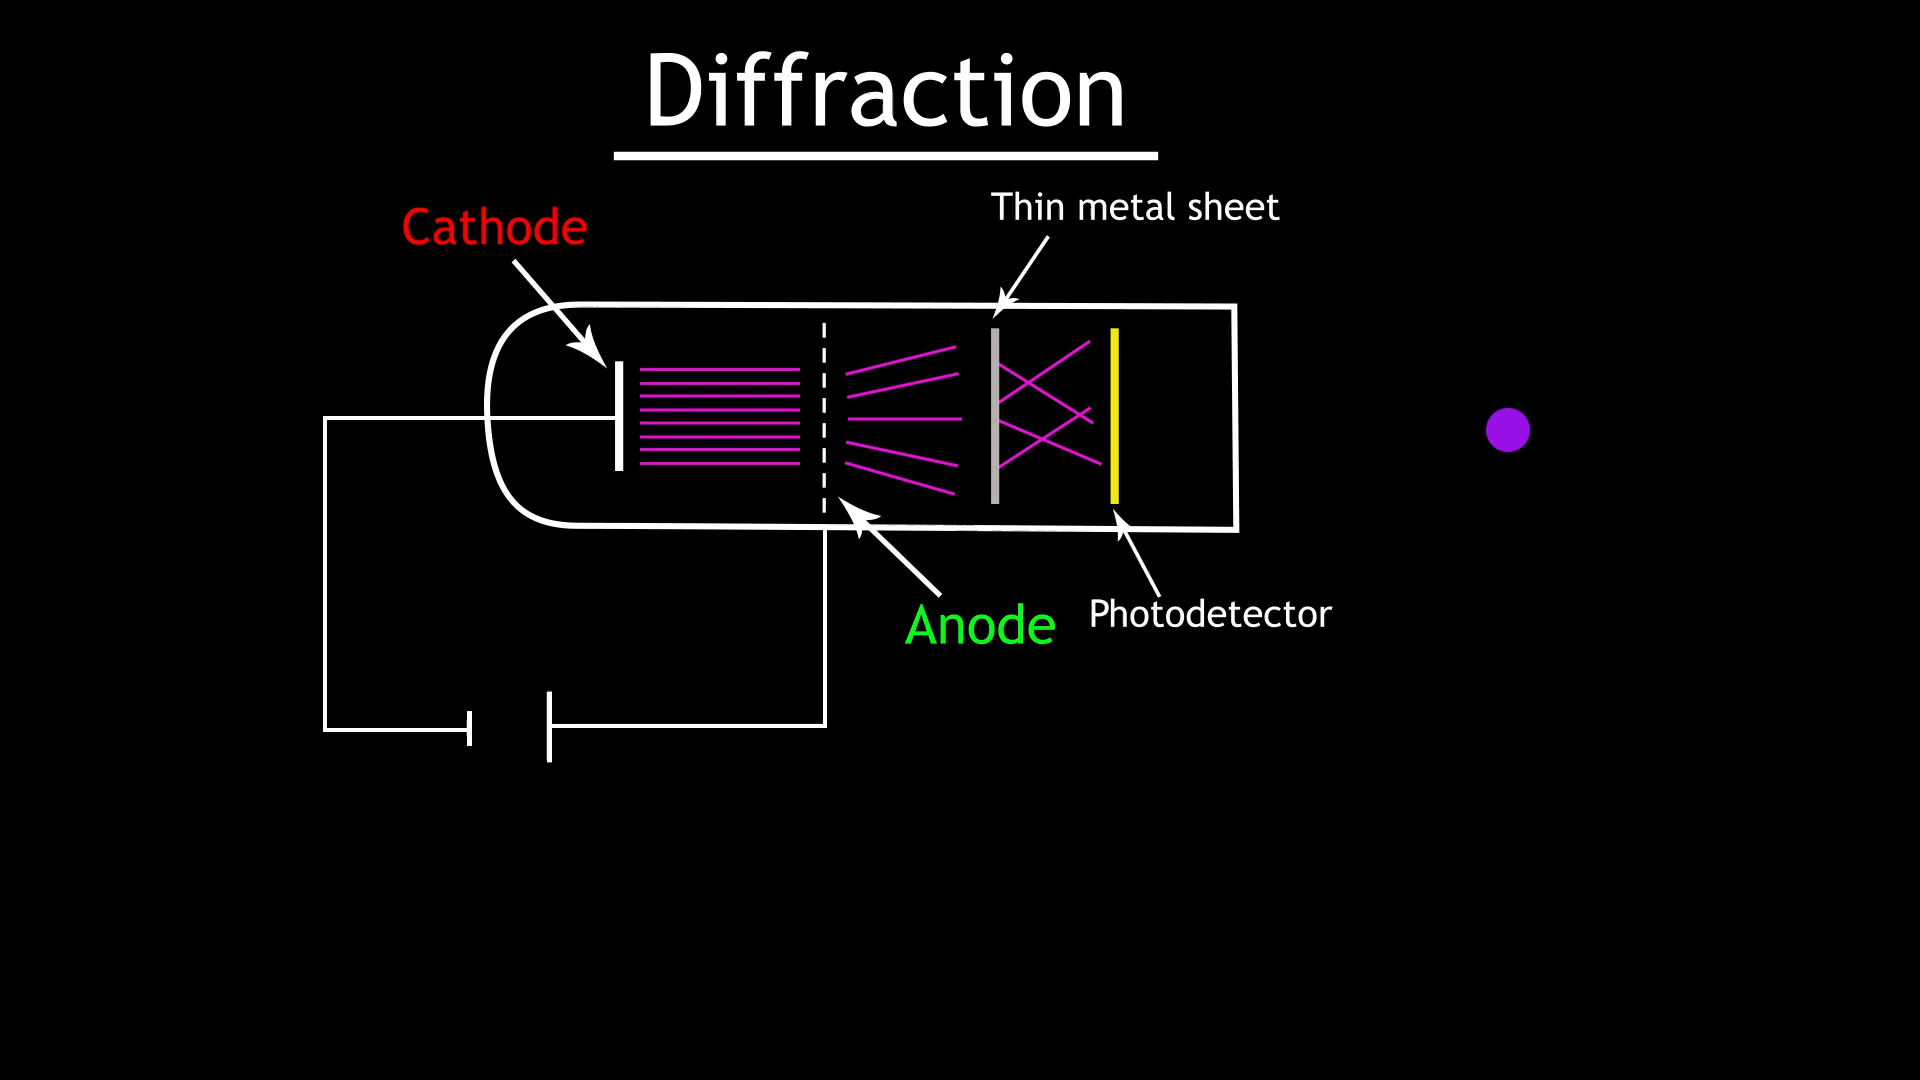 Diffraction
Thin metal sheet
Cathode
Anode
Photodetector